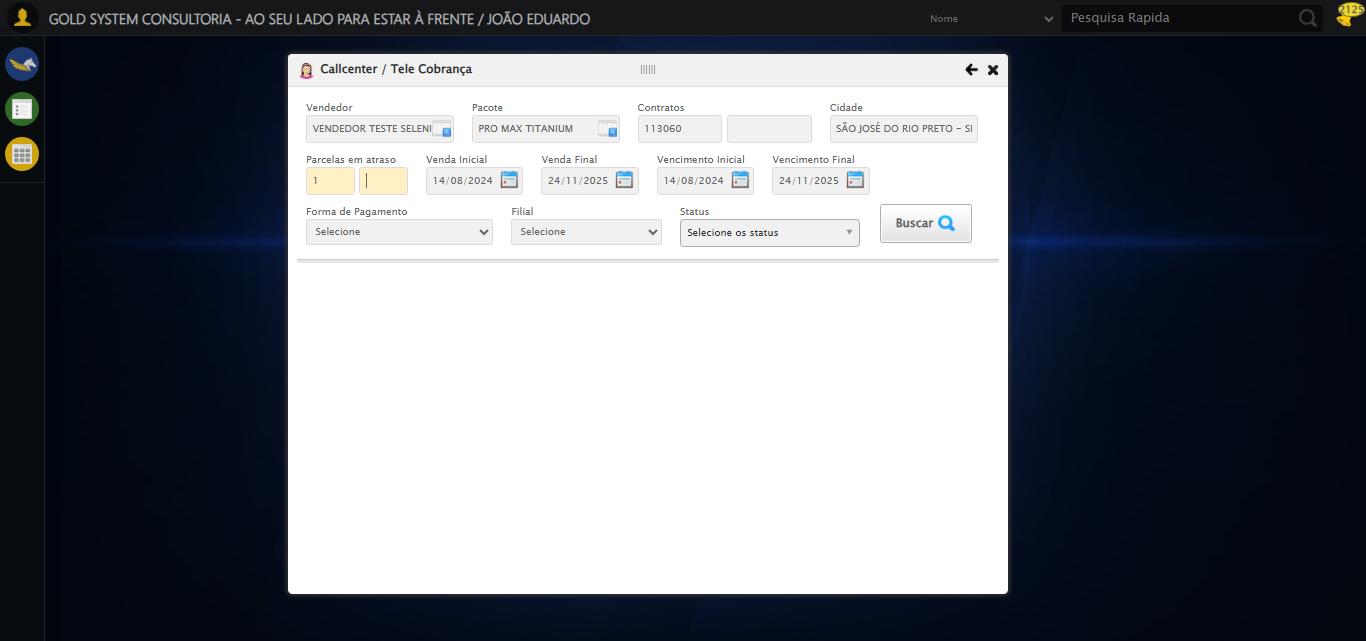 GOLD SYSTEM CONSULTORIA - AO SEU LADO PARA ESTAR À FRENTE / JOÃO EDUARDO
Nome
Pesquisa Rapida
2125
Callcenter / Tele Cobrança
Vendedor Pacote Contratos Cidade
VENDEDOR TESTE SELENI PRO MAX TITANIUM 113060 SÃO JOSÉ DO RIO PRETO - SI
Parcelas em atraso Venda Inicial Venda Final Vencimento Inicial Vencimento Final
1 14/08/2024 24/11/2025 14/08/2024 24/11/2025
Forma de Pagamento Filial Status
Selecione Selecione Selecione os status Buscar